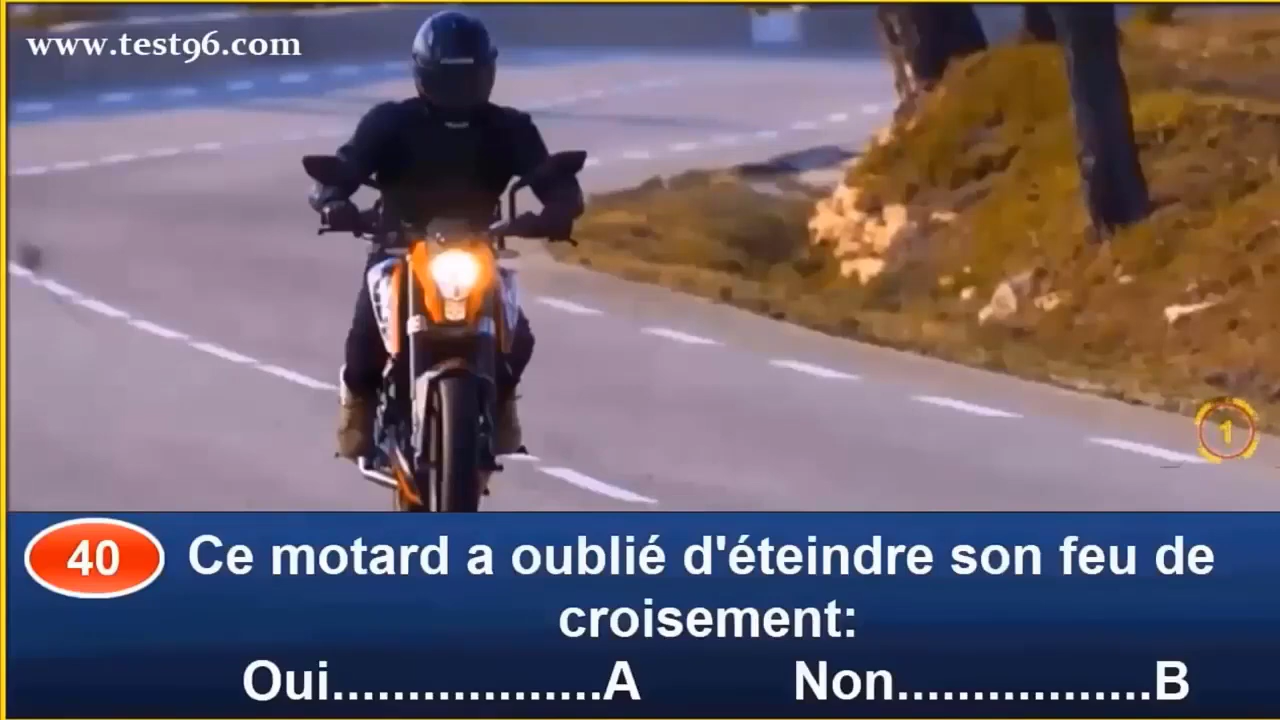 www.test96.com
1
40 Ce motard a oublié d'éteindre son feu de
croisement:
Oui..................A Non.................B